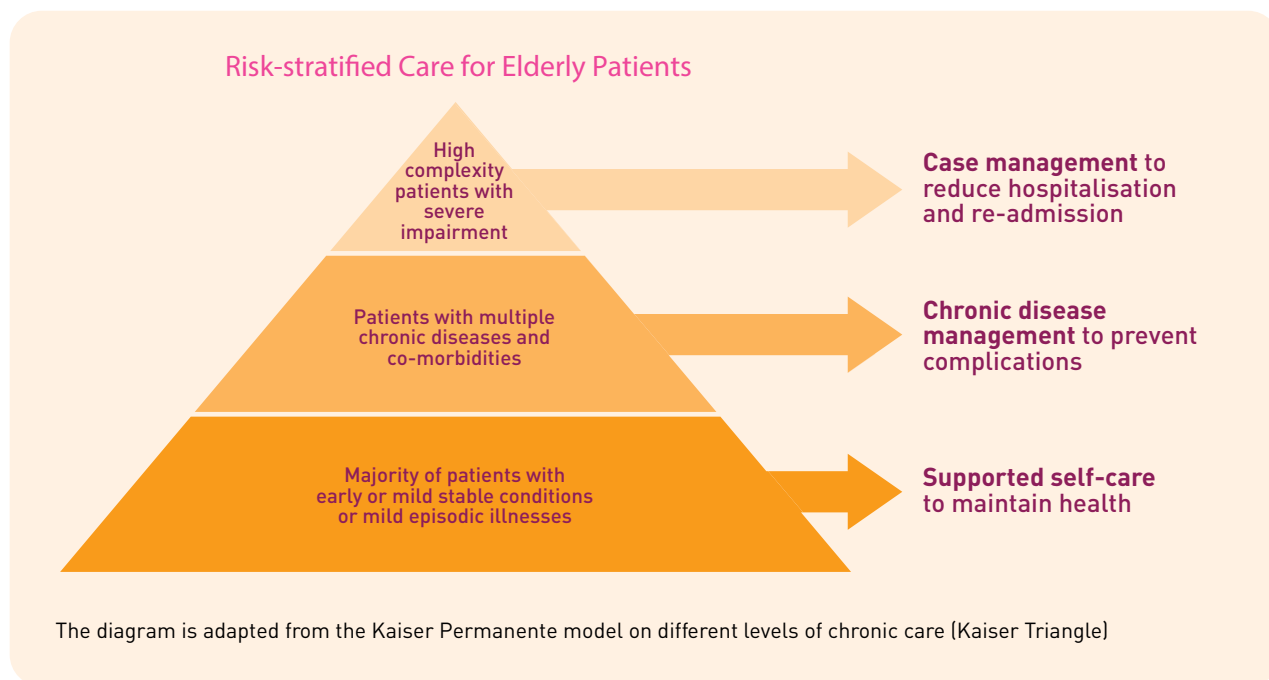 Risk-stratified Care for Elderly Patients
High
complexity
patients with
severe
impairment
Case management to
reduce hospitalisation
and re-admission
Patients with multiple
chronic diseases and
co-morbidities
Chronic disease
management to prevent
complications
Majority of patients with
early or mild stable conditions
or mild episodic illnesses
Supported self-care
to maintain health
The diagram is adapted from the Kaiser Permanente model on different levels of chronic care (Kaiser Triangle)